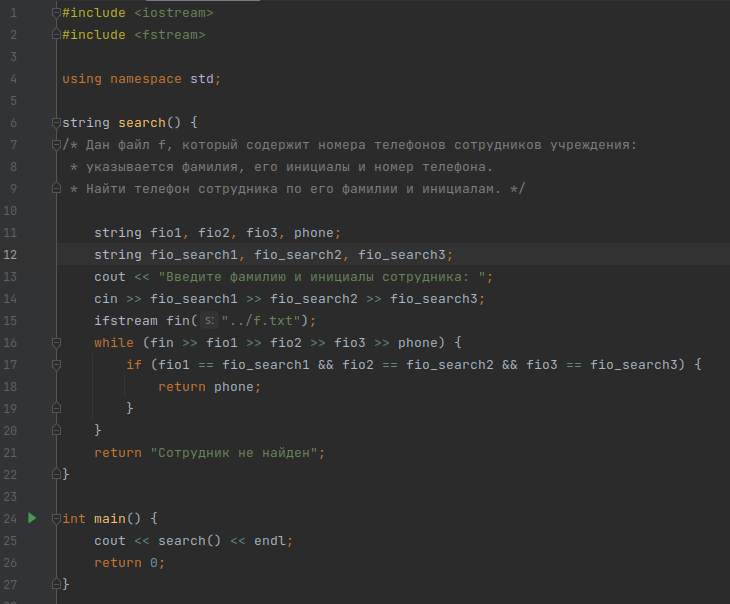 1 #include <iostream>
2 #include <fstream>
3
4 using namespace std;
5
6 string search() {
7 /* Дан файл f, который содержит номера телефонов сотрудников учреждения:
8  * указывается фамилия, его инициалы и номер телефона.
9  * Найти телефон сотрудника по его фамилии и инициалам. */
10
11     string fio1, fio2, fio3, phone;
12     string fio_search1, fio_search2, fio_search3;
13     cout << "Введите фамилию и инициалы сотрудника: ";
14     cin >> fio_search1 >> fio_search2 >> fio_search3;
15     ifstream fin( s: "../f.txt");
16     while (fin >> fio1 >> fio2 >> fio3 >> phone) {
17         if (fio1 == fio_search1 && fio2 == fio_search2 && fio3 == fio_search3) {
18             return phone;
19         }
20     }
21     return "Сотрудник не найден";
22 }
23
24 int main() {
25     cout << search() << endl;
26     return 0;
27 }